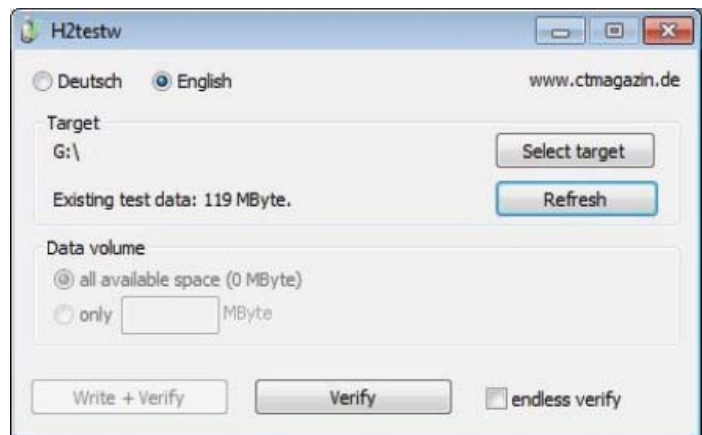 H2testw
Deutsch English www.ctmagazin.de
Target
G:\ Select target
Existing test data: 119 MByte. Refresh
Data volume
all available space (0 MByte)
only MByte
Write + Verify Verify endless verify